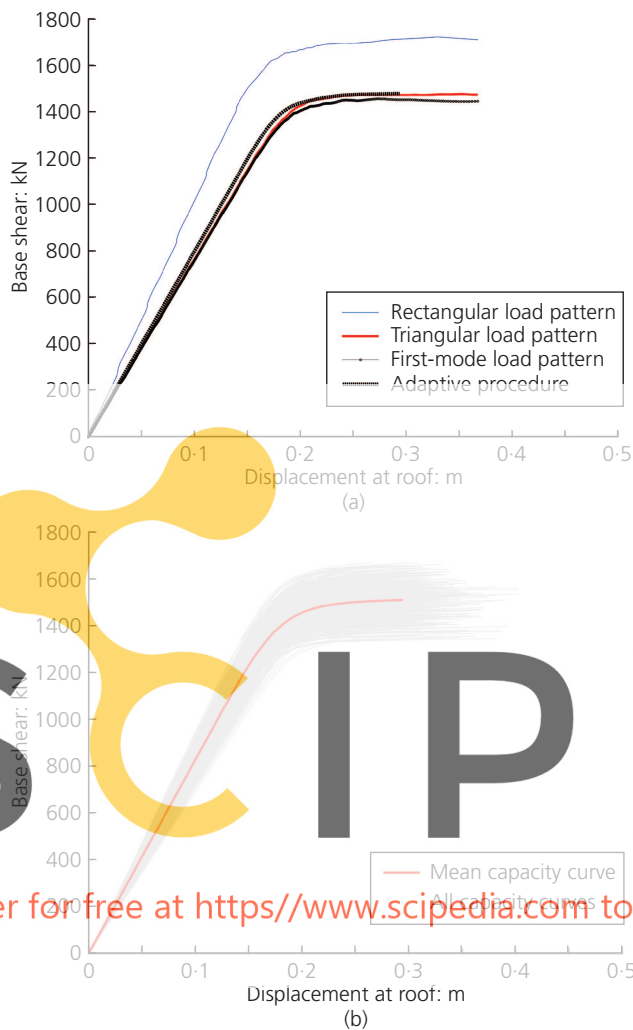 1800
1600
1400
1200
1000
800
600
400
200
0
Base shear: kN
Rectangular load pattern
Triangular load pattern
First-mode load pattern
Adaptive procedure
0 0·1 0·2 0·3 0·4 0·5
Displacement at roof: m
(a)
1800
1600
1400
1200
1000
800
600
400
200
0
Base shear: kN
SCIP
Mean capacity curve
All capacity curves
er for free at https//www.scipedia.com to
0 0·1 0·2 0·3 0·4 0·5
Displacement at roof: m
(b)